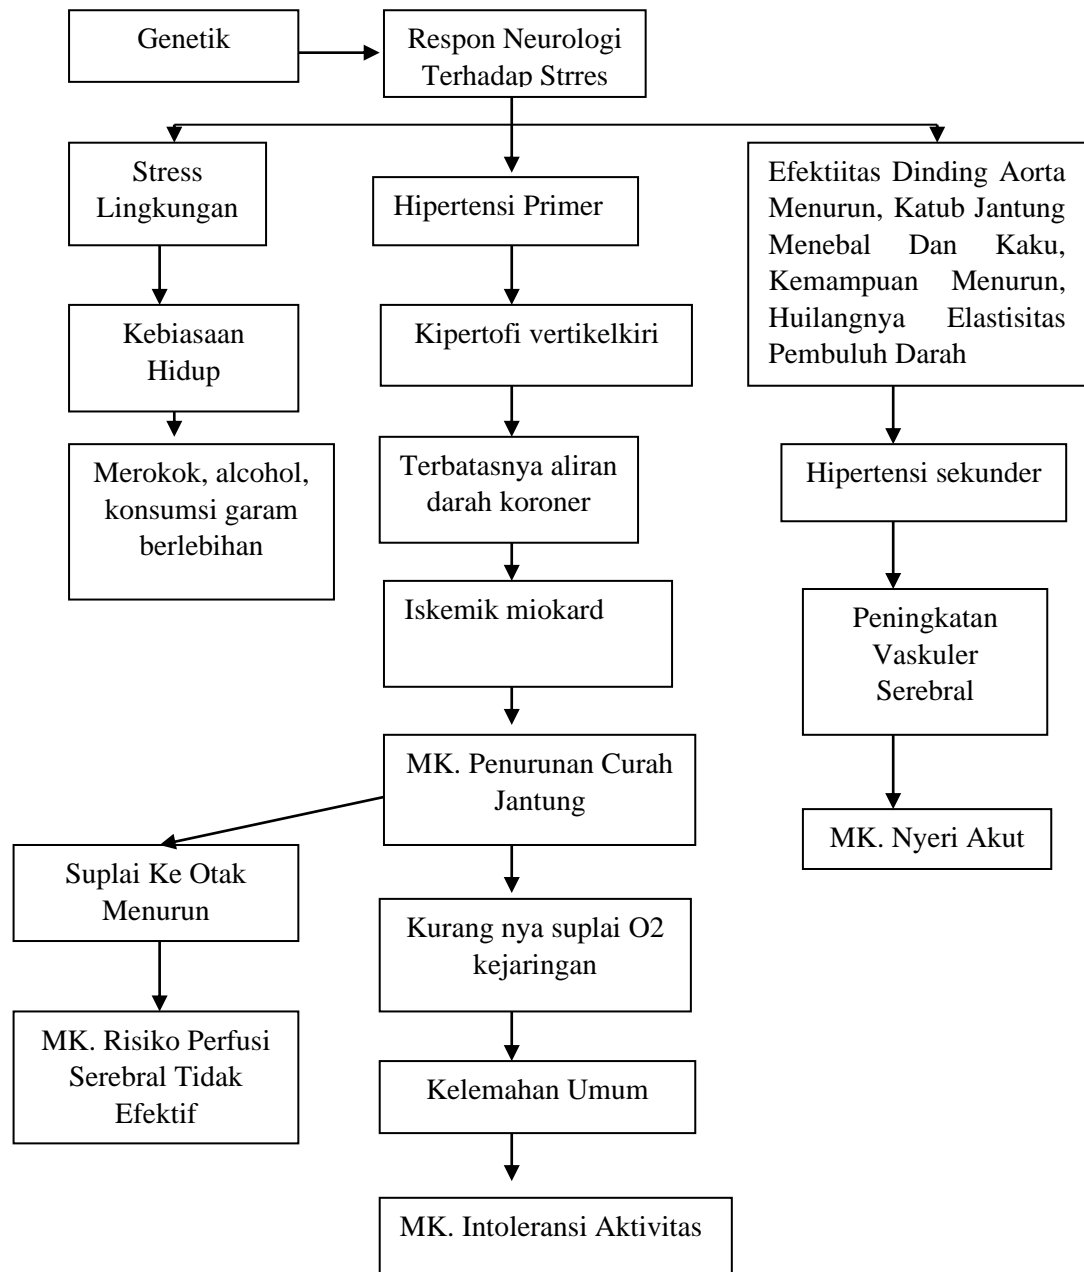 Genetik
Respon Neurologi
Terhadap Strres
Stress
Lingkungan
Hipertensi Primer
Efektiitas Dinding Aorta
Menurun, Katub Jantung
Menebal Dan Kaku,
Kemampuan Menurun,
Huilangnya Elastisitas
Pembuluh Darah
Kebiasaan
Hidup
Kipertofi vertikelkiri
Merokok, alcohol,
konsumsi garam
berlebihan
Terbatasnya aliran
darah koroner
Hipertensi sekunder
Iskemik miokard
Peningkatan
Vaskuler
Serebral
MK. Penurunan Curah
Jantung
MK. Nyeri Akut
Suplai Ke Otak
Menurun
Kurang nya suplai O2
kejaringan
MK. Risiko Perfusi
Serebral Tidak
Efektif
Kelemahan Umum
MK. Intoleransi Aktivitas